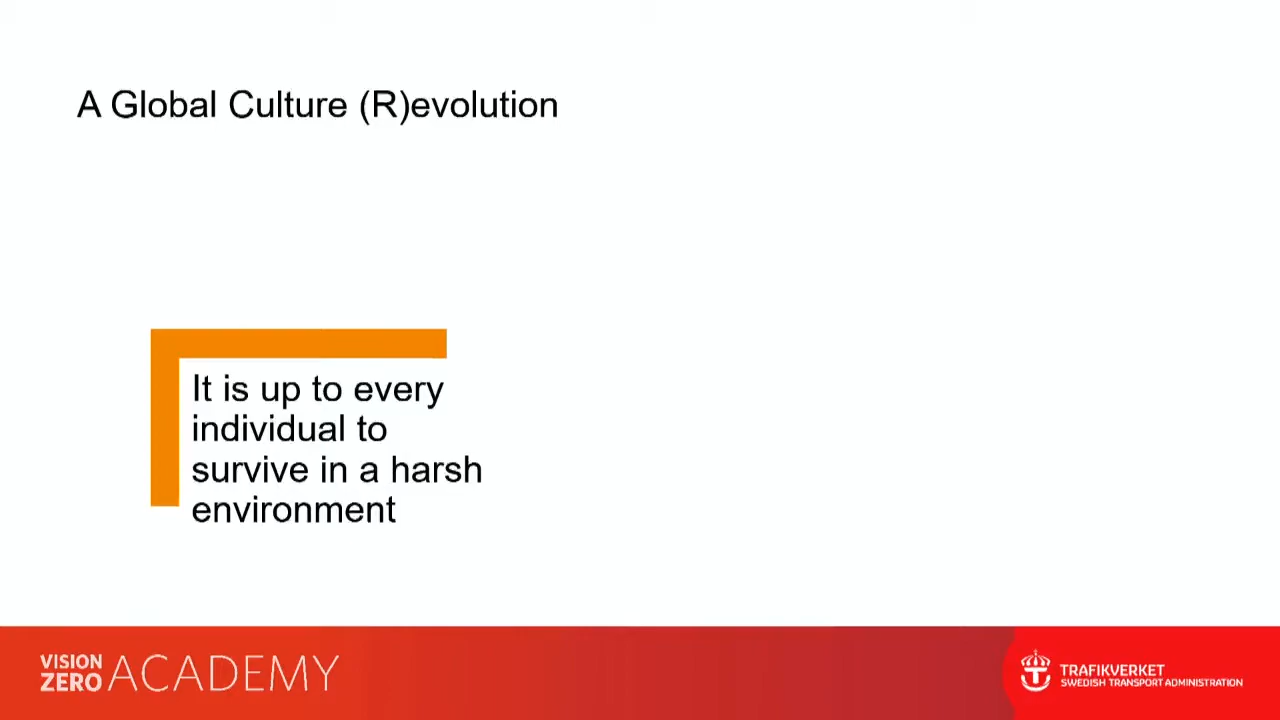 A Global Culture (R)evolution
It is up to every
individual to
survive in a harsh
environment
VISION
ZERO ACADEMY
TRAFIKVERKET
SWEDISH TRANSPORT ADMINISTRATION